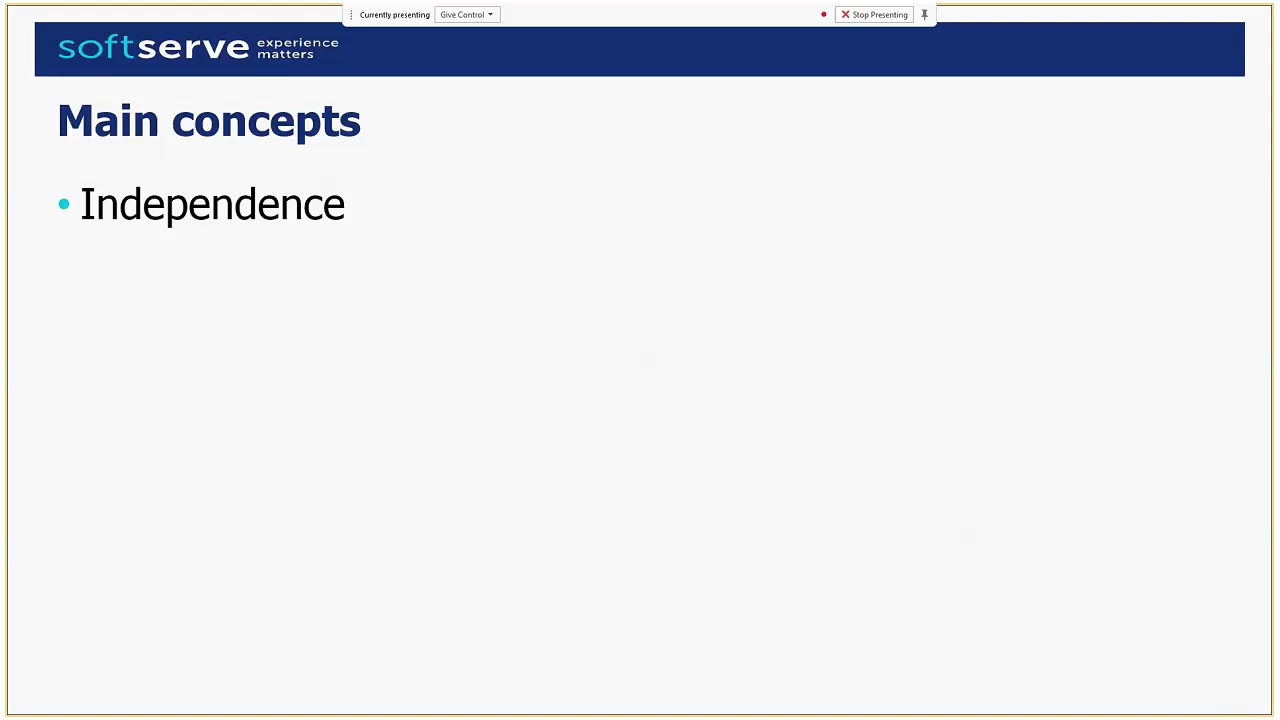 Currently presenting Give Control Stop Presenting
softserve experience matters
Main concepts
• Independence